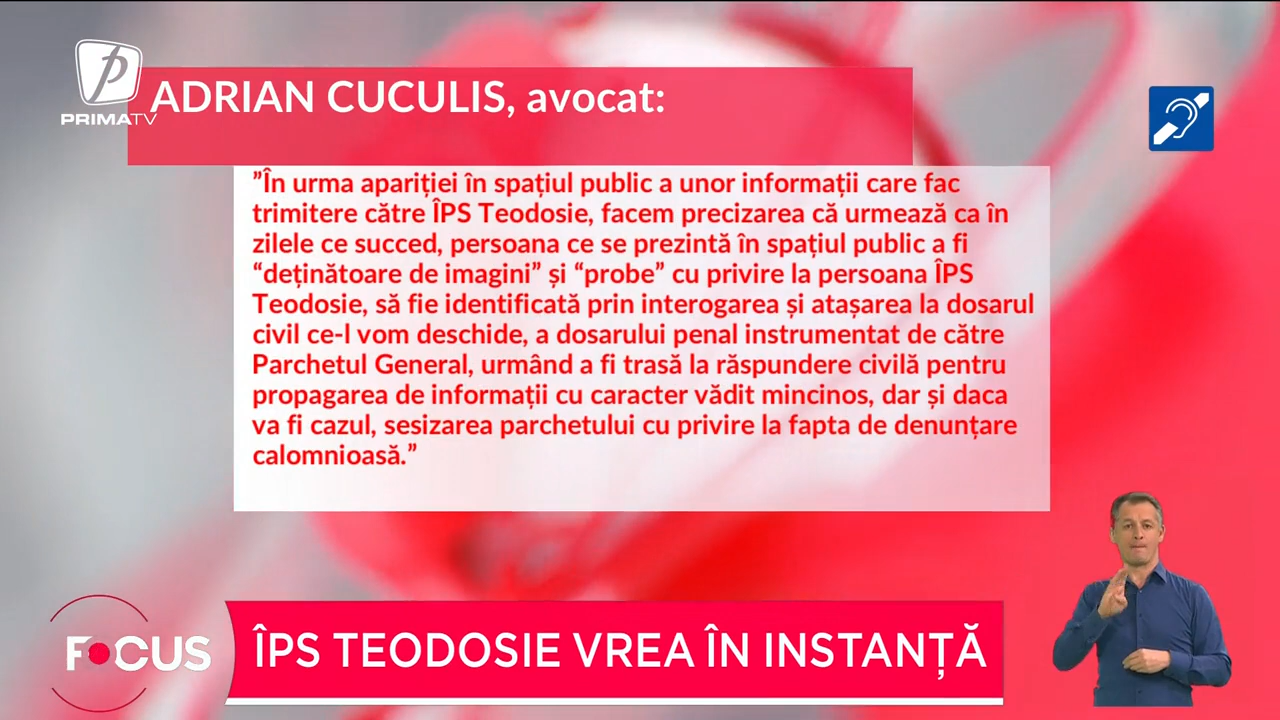 PRIMATV
ADRIAN CUCULIS, avocat:
”În urma apariției în spațiul public a unor informații care fac
trimitere către ÎPS Teodosie, facem precizarea că urmează ca în
zilele ce succed, persoana ce se prezintă în spațiul public a fi
“deținătoare de imagini” și “probe” cu privire la persoana ÎPS
Teodosie, să fie identificată prin interogarea și atașarea la dosarul
civil ce-l vom deschide, a dosarului penal instrumentat de către
Parchetul General, urmând a fi trasă la răspundere civilă pentru
propagarea de informații cu caracter vădit mincinos, dar și daca
va fi cazul, sesizarea parchetului cu privire la fapta de denunțare
calomnioasă.”
FOCUS
ÎPS TEODOSIE VREA ÎN INSTANȚĂ